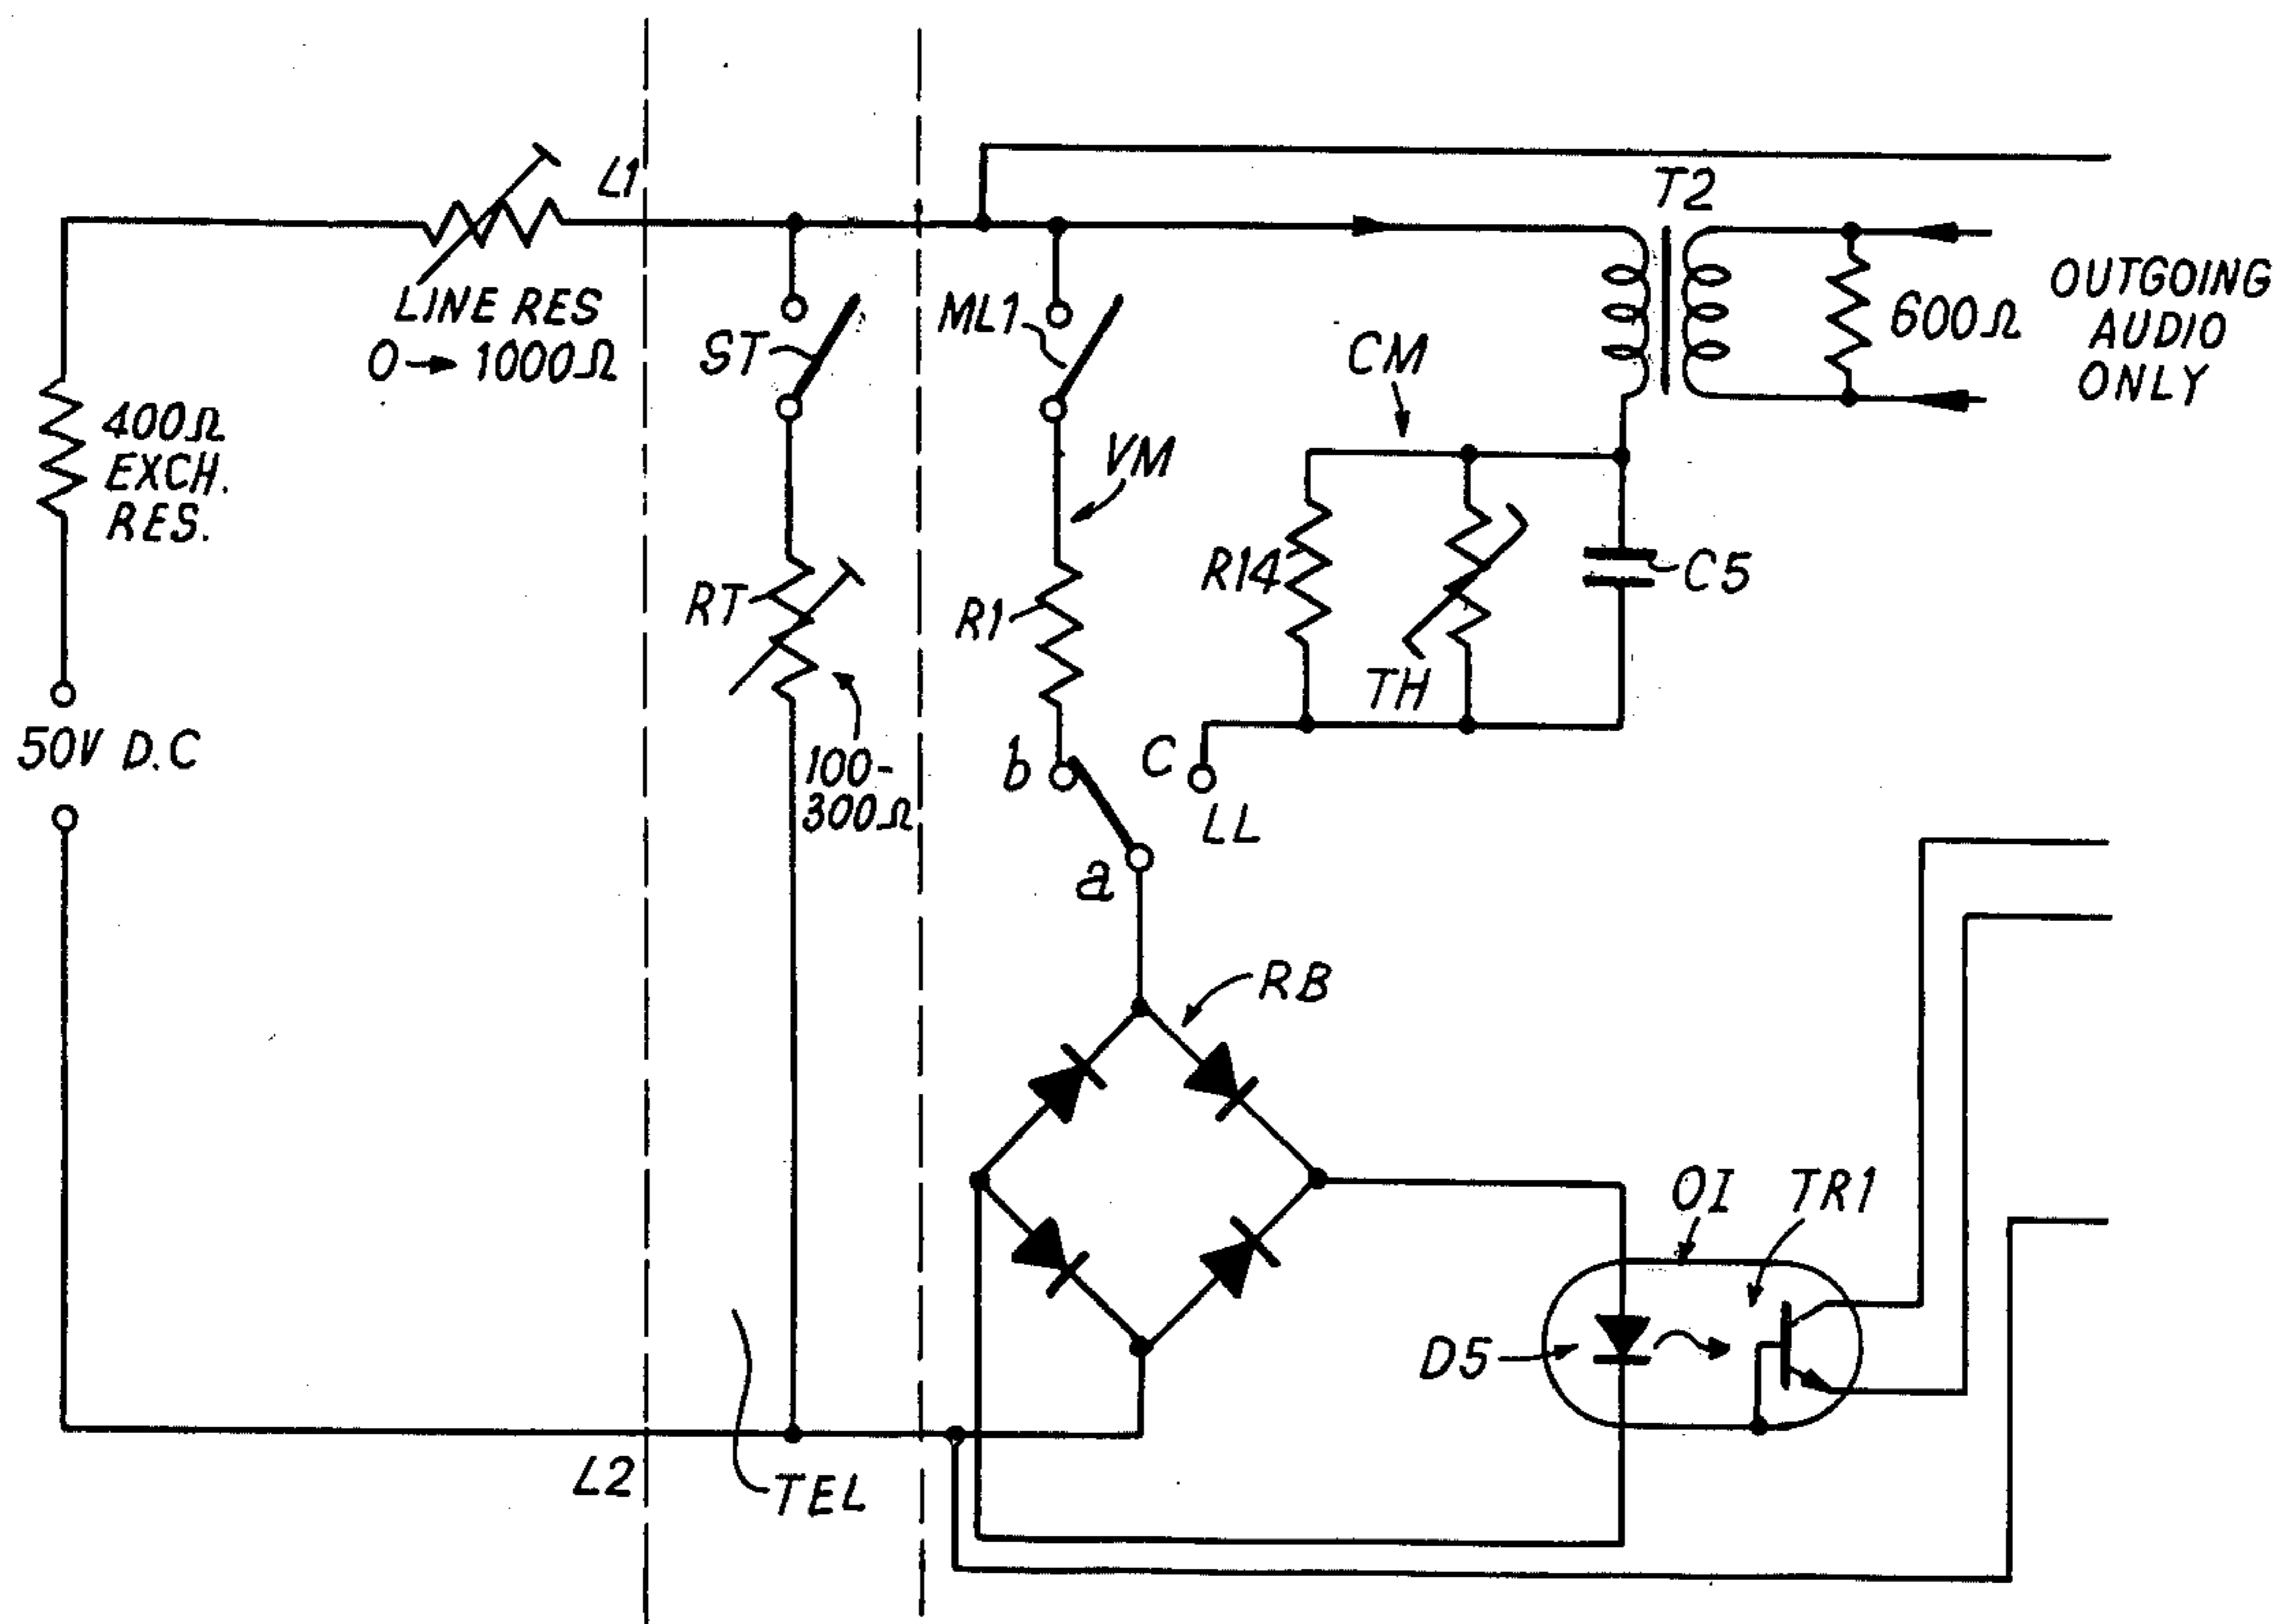 L1
T2
LINE RES
0→1000Ω
ST
ML1
CM
600Ω
OUTGOING
AUDIO
ONLY
400Ω
EXCH.
RES.
VM
RT
R1
R14
TH
C5
50V D.C
100-
300Ω
b
C
LL
a
RB
OI
TR1
D5
L2
TEL